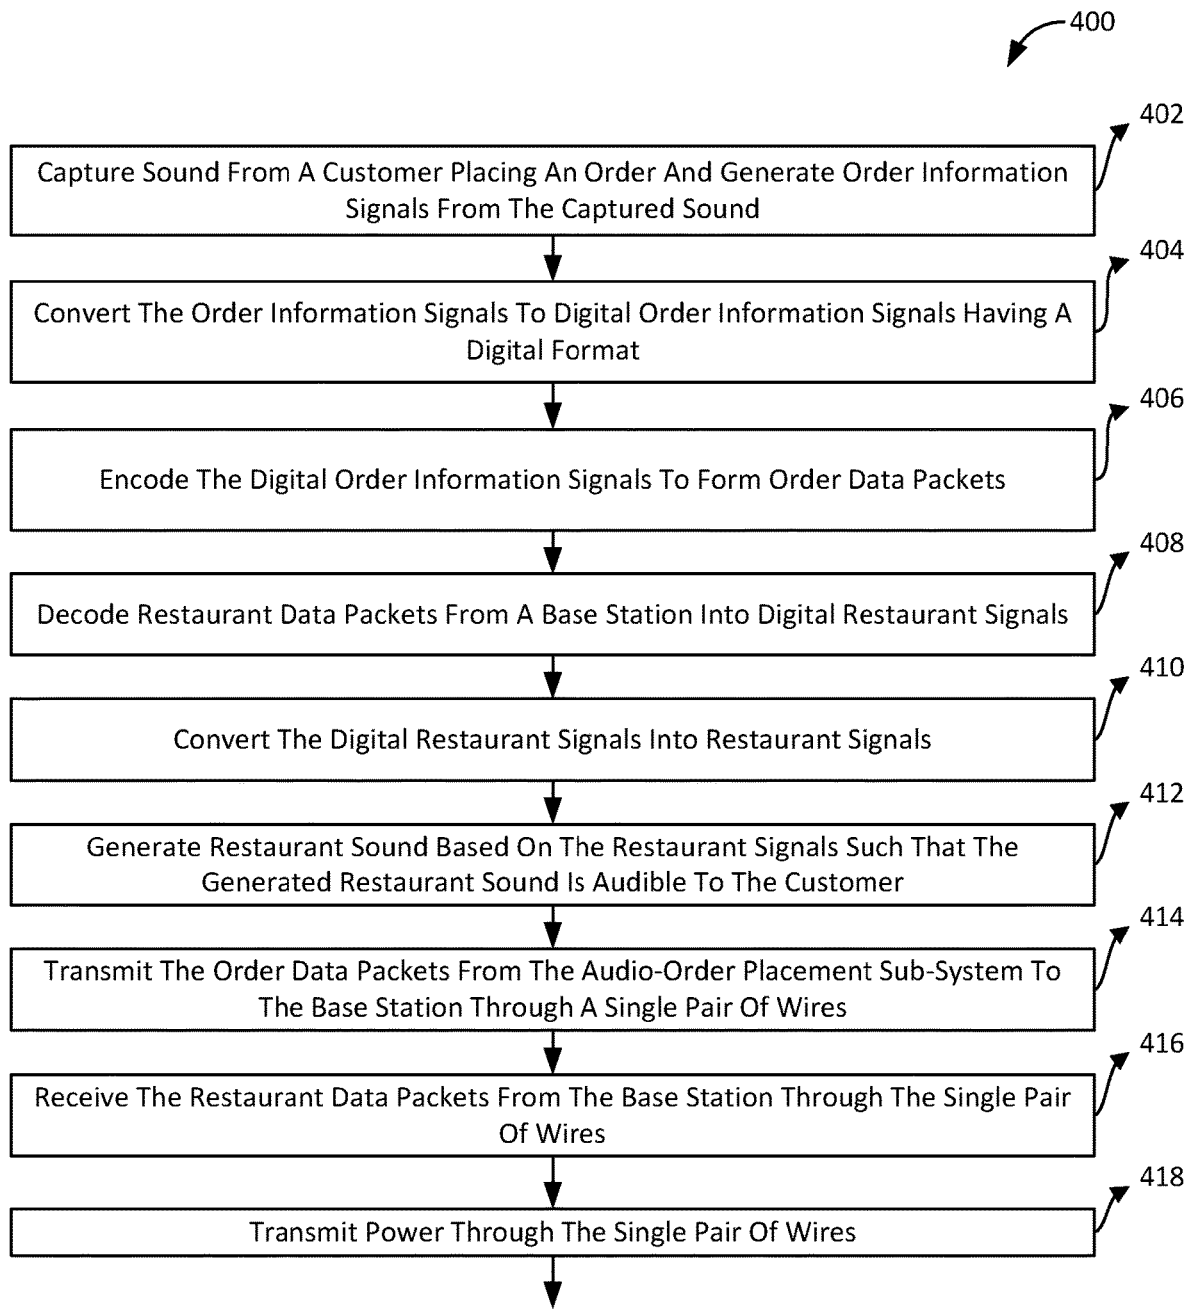 400
402
Capture Sound From A Customer Placing An Order And Generate Order Information
Signals From The Captured Sound
404
Convert The Order Information Signals To Digital Order Information Signals Having A
Digital Format
406
Encode The Digital Order Information Signals To Form Order Data Packets
408
Decode Restaurant Data Packets From A Base Station Into Digital Restaurant Signals
410
Convert The Digital Restaurant Signals Into Restaurant Signals
412
Generate Restaurant Sound Based On The Restaurant Signals Such That The
Generated Restaurant Sound Is Audible To The Customer
414
Transmit The Order Data Packets From The Audio-Order Placement Sub-System To
The Base Station Through A Single Pair Of Wires
416
Receive The Restaurant Data Packets From The Base Station Through The Single Pair
Of Wires
418
Transmit Power Through The Single Pair Of Wires